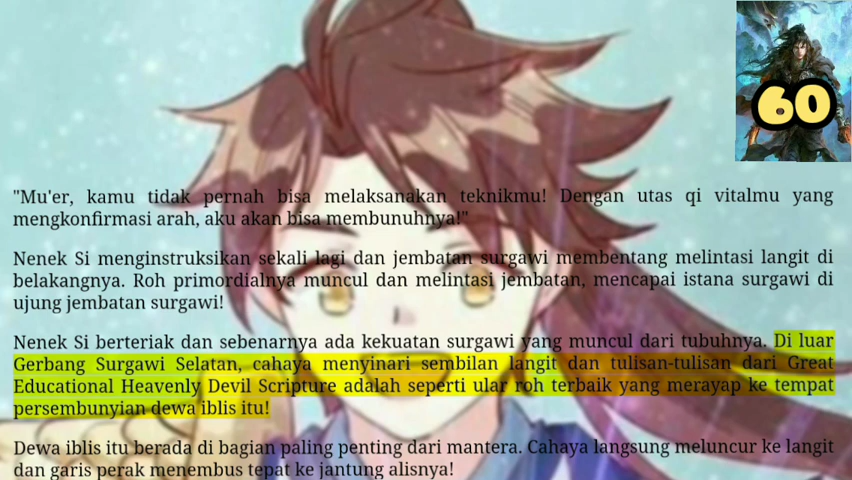 60
"Mu'er, kamu tidak pernah bisa melaksanakan teknikmu! Dengan utas qi vitalmu yang
mengkonfirmasi arah, aku akan bisa membunuhnya!"
Nenek Si menginstruksikan sekali lagi dan jembatan surgawi membentang melintasi langit di
belakangnya. Roh primordialnya muncul dan melintasi jembatan, mencapai istana surgawi di
ujung jembatan surgawi!
Nenek Si berteriak dan sebenarnya ada kekuatan surgawi yang muncul dari tubuhnya. Di luar
Gerbang Surgawi Selatan, cahaya menyinari sembilan langit dan tulisan-tulisan dari Great
Educational Heavenly Devil Scripture adalah seperti ular roh terbaik yang merayap ke tempat
persembunyian dewa iblis itu!
Dewa iblis itu berada di bagian paling penting dari mantera. Cahaya langsung meluncur ke langit
dan garis perak menembus tepat ke jantung alisnya!